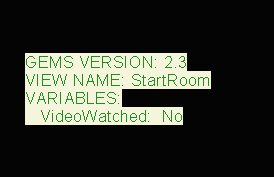 GEMS VERSION: 2.3
VIEW NAME: StartRoom
VARIABLES:
VideoWatched: No